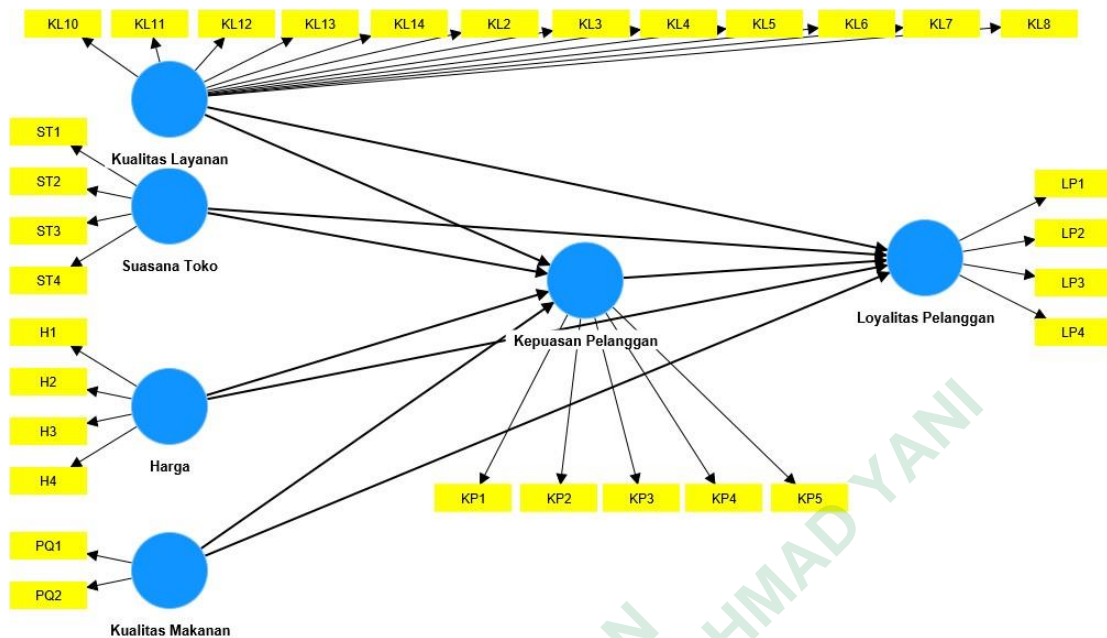 KL10 KL11 KL12 KL13 KL14 KL2 KL3 KL4 KL5 KL6 KL7 KL8
Kualitas Layanan
ST1
ST2
ST3
ST4
Suasana Toko
H1
H2
H3
H4
Harga
PQ1
PQ2
Kualitas Makanan
Kepuasan Pelanggan
KP1 KP2 KP3 KP4 KP5
Loyalitas Pelanggan
LP1
LP2
LP3
LP4
HMAD YANI